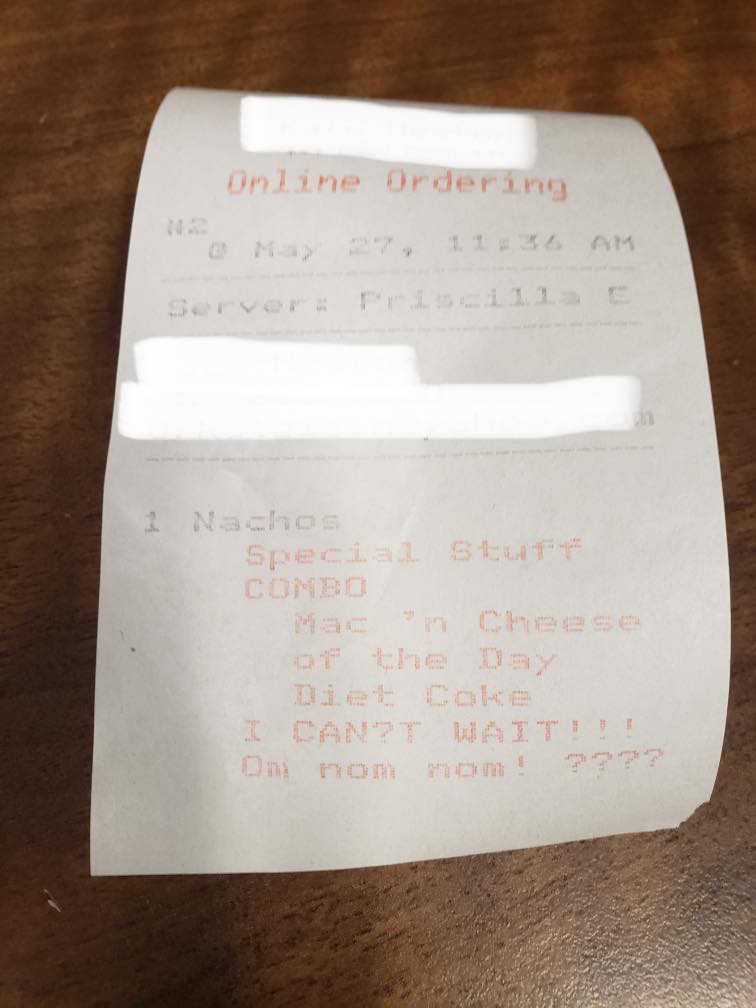 Online Ordering
#2
@ May 27, 11:36 AM
Server: Priscilla E
m
1 Nachos
Special Stuff
COMBO
Mac 'n Cheese
of the Day
Diet Coke
I CAN?T WAIT!!!
Om nom nom! ????